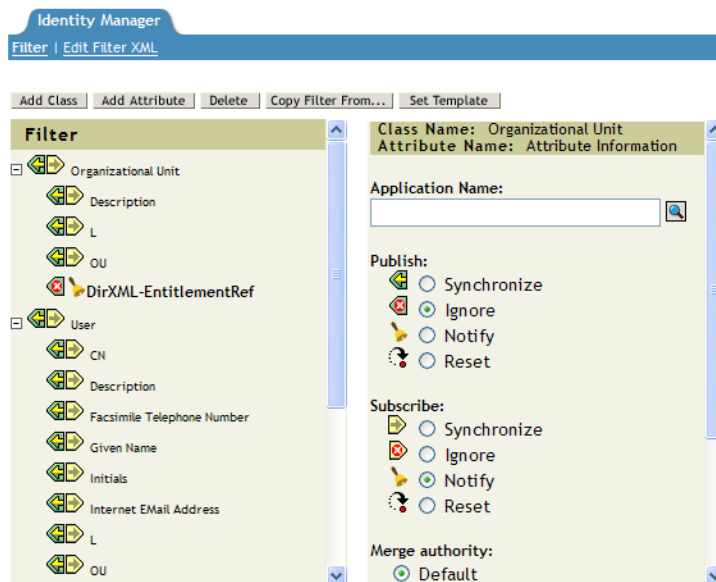 Identity Manager
Filter | Edit Filter XML
Add Class Add Attribute Delete Copy Filter From... Set Template
Filter
Organizational Unit
Description
L
OU
DirXML-EntitlementRef
User
CN
Description
Facsimile Telephone Number
Given Name
Initials
Internet EMail Address
L
OU
Class Name: Organizational Unit
Attribute Name: Attribute Information
Application Name:
Publish:
Synchronize
Ignore
Notify
Reset
Subscribe:
Synchronize
Ignore
Notify
Reset
Merge authority:
Default